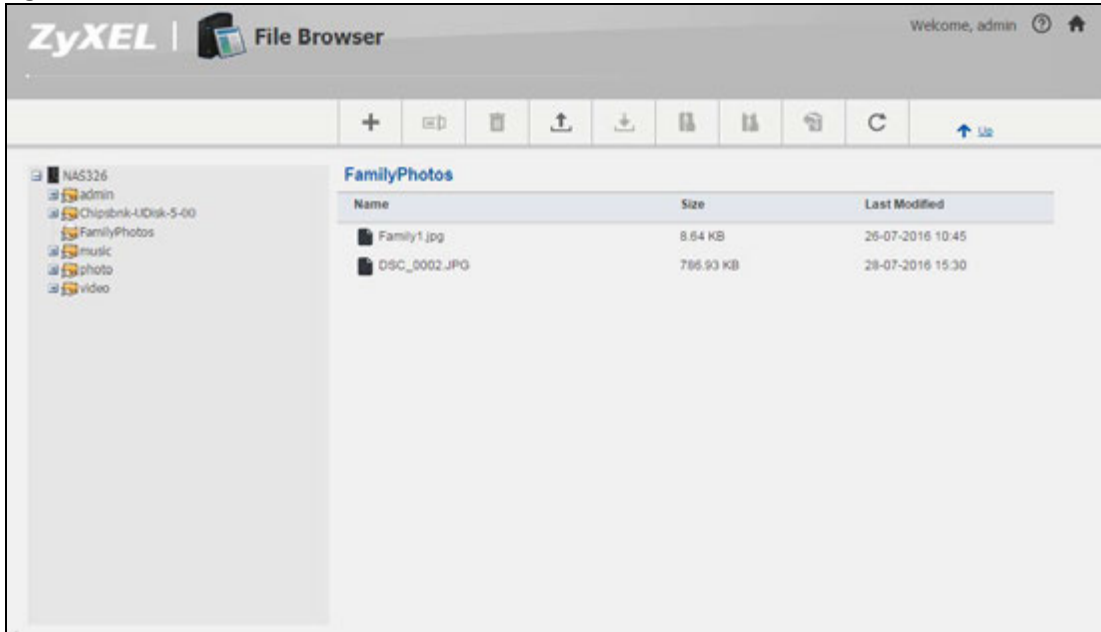 ZyXEL | File Browser
Welcome, admin
Up
NAS326
admin
Chipsbnk-UDisk-5-00
FamilyPhotos
music
photo
video
FamilyPhotos
Name Size Last Modified
Family1.jpg 8.64 KB 26-07-2016 10:45
DSC_0002.JPG 786.93 KB 28-07-2016 15:30